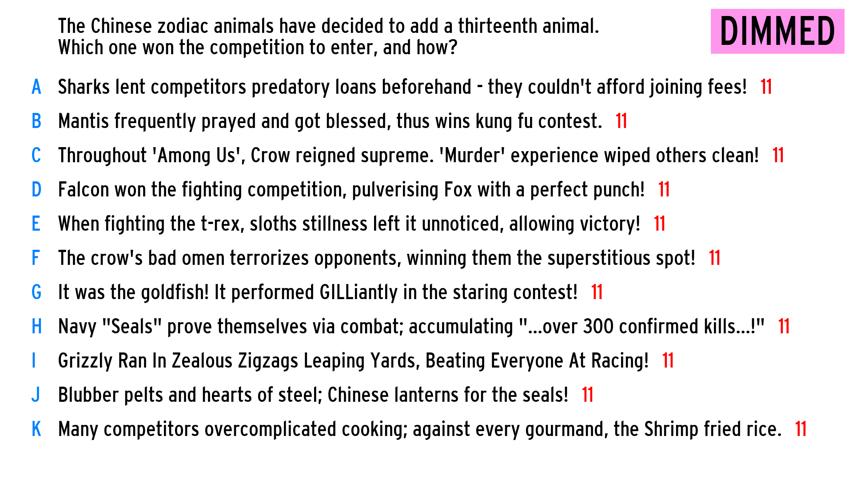 The Chinese zodiac animals have decided to add a thirteenth animal.
Which one won the competition to enter, and how?
DIMMED
A Sharks lent competitors predatory loans beforehand - they couldn't afford joining fees! 11
B Mantis frequently prayed and got blessed, thus wins kung fu contest. 11
C Throughout 'Among Us', Crow reigned supreme. 'Murder' experience wiped others clean! 11
D Falcon won the fighting competition, pulverising Fox with a perfect punch! 11
E When fighting the t-rex, sloths stillness left it unnoticed, allowing victory! 11
F The crow's bad omen terrorizes opponents, winning them the superstitious spot! 11
G It was the goldfish! It performed GILLiantly in the staring contest! 11
H Navy "Seals" prove themselves via combat; accumulating "...over 300 confirmed kills...!" 11
I Grizzly Ran In Zealous Zigzags Leaping Yards, Beating Everyone At Racing! 11
J Blubber pelts and hearts of steel; Chinese lanterns for the seals! 11
K Many competitors overcomplicated cooking; against every gourmand, the Shrimp fried rice. 11